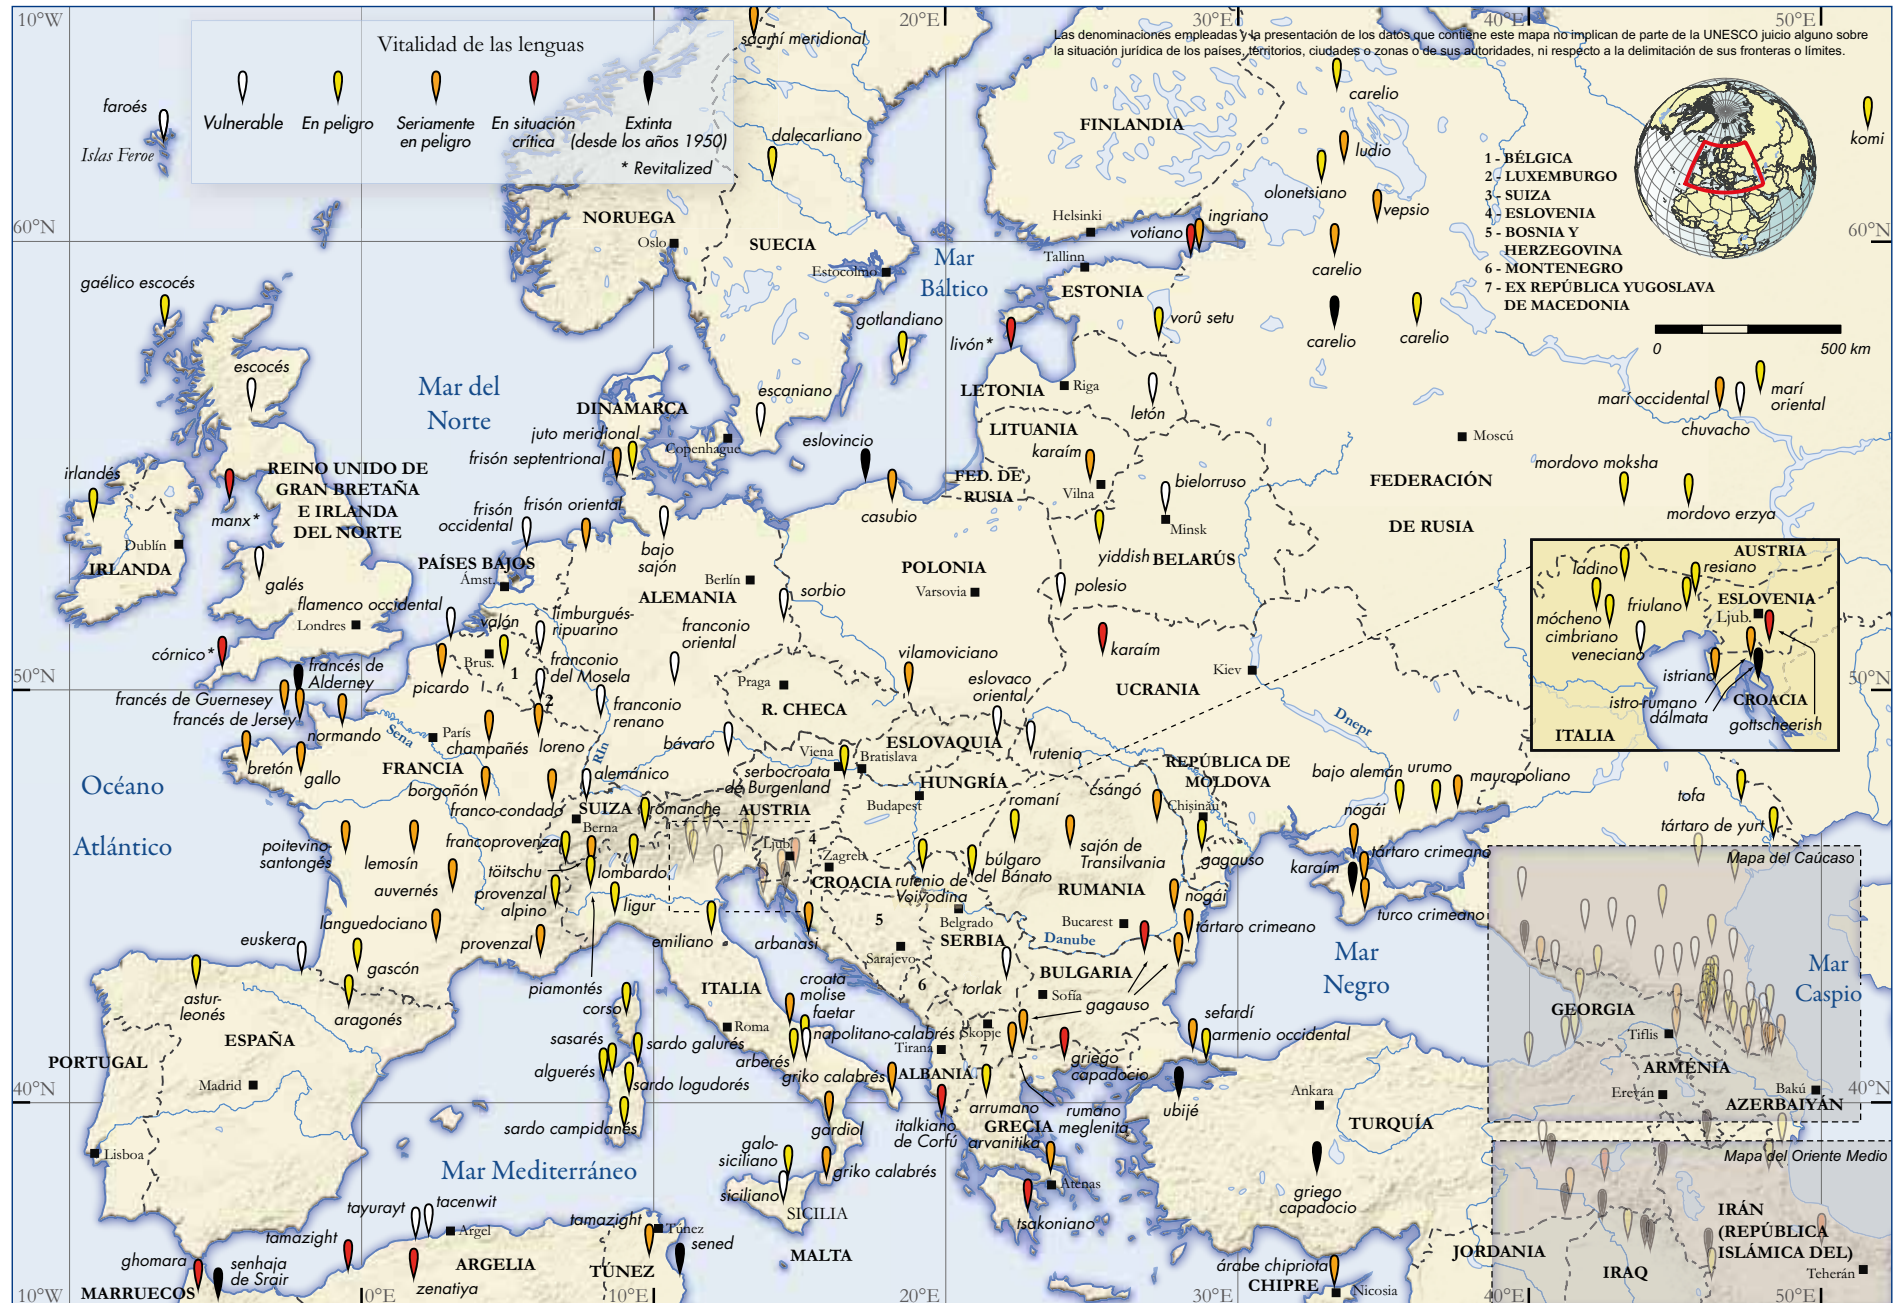 10°W
20°E
30°E
40°E
50°E
Las denominaciones empleadas y la presentación de los datos que contiene este mapa no implican de parte de la UNESCO juicio alguno sobre
la situación jurídica de los países, territorios, ciudades o zonas o de sus autoridades, ni respecto a la delimitación de sus fronteras o límites.
Vitalidad de las lenguas
Vulnerable
En peligro
Seriamente
en peligro
En situación
crítica
Extinta
(desde los años 1950)
* Revitalized
saamí meridional
faroés
Islas Feroe
dalecarliano
FINLANDIA
carelio
ludio
olonetsiano
vepsio
komi
1 - BÉLGICA
2 - LUXEMBURGO
3 - SUIZA
4 - ESLOVENIA
5 - BOSNIA Y
HERZEGOVINA
6 - MONTENEGRO
7 - EX REPÚBLICA YUGOSLAVA
DE MACEDONIA
0
500 km
60°N
NORUEGA
Oslo
SUECIA
Estocolmo
Mar
Báltico
Helsinki
votiano
ingriano
Tallinn
ESTONIA
carelio
60°N
gaélico escocés
gotlandiano
livón*
vorû setu
carelio
carelio
escocés
Mar del
Norte
DINAMARCA
escaniano
LETONIA
Riga
letón
marí occidental
marí
oriental
chuvacho
juto meridional
Copenhague
frisón septentrional
eslovincio
LITUANIA
karaím
Moscú
irlandés
REINO UNIDO DE
GRAN BRETAÑA
E IRLANDA
DEL NORTE
manx*
FED. DE
RUSIA
Vilna
bielorruso
FEDERACIÓN
DE RUSIA
mordovo moksha
mordovo erzya
frisón
occidental
frisón oriental
casubio
Minsk
Dublín
IRLANDA
galés
PAÍSES BAJOS
Ámst.
bajo
sajón
Berlín
ALEMANIA
POLONIA
Varsovia
yiddish
BELARÚS
polesio
sorbio
flamenco occidental
Londres
valón
limburgués-
ripuarino
franconio
oriental
córnico*
Brus.
1
picardo
franconio
del Mosela
2
vilamoviciano
karaím
Kiev
UCRANIA
50°N
francés de
Alderney
francés de Guernesey
francés de Jersey
normando
Praga
R. CHECA
eslovaco
oriental
franconio
renano
50°N
ládino
AUSTRIA
resiano
mócheno
cimbriano
friulano
ESLOVENIA
Ljub.
veneciano
istriano
istro-rumano
dálmata
CROACIA
gottscheerish
ITALIA
Sena
París
champañés
loreno
Rin
bávaro
ESLOVAQUIA
rutenio
Dnepr
bretón
gallo
FRANCIA
borgoñón
franco-condado
alemánico
Viena
Bratislava
serbocroata
de Burgenland
HUNGRÍA
REPÚBLICA DE
MOLDOVA
Océano
Atlántico
SUIZA
Berna
romanche
AUSTRIA
Budapest
romaní
csángó
Chisináu
bajo alemán
urumo
mauropoliano
nogái
tofa
tártaro de yurt
poitevino-
santongés
lemosín
francoprovenzal
Ljub.
4
Zagreb
auvernés
töitschu
lombardo
CROACIA
rutenio de
Voivodina
búlgaro
del Bánato
sajón de
Transilvania
gagauso
karaím
tártaro crimeano
Mapa del Caúcaso
provenzal
alpino
ligur
5
RUMANIA
nogái
turco crimeano
languedociano
provenzal
emiliano
arbanasi
Belgrado
SERBIA
Bucarest
Danube
tártaro crimeano
euskera
gascón
piamontés
Sarajevo
BULGARIA
Mar
Negro
Mar
Caspio
astur-
leonés
aragonés
ESPAÑA
corso
ITALIA
croata
molise
faetar
6
torlak
Sofía
gagauso
GEORGIA
PORTUGAL
sasarés
sardo galurés
Roma
napolitano-calabrés
Skopje
7
Tirana
sefardí
armenio occidental
Tiflis
alguerés
arberés
griko calabrés
ALBANIA
griego
capadocio
ARMENIA
Madrid
sardo logudorés
arrumano
rumano
meglenita
ubijé
Ankara
Ereván
Bakú
40°N
AZERBAIYÁN
40°N
sardo campidanés
gardiol
italkiano
de Corfú
GRECIA
arvanitika
TURQUÍA
Lisboa
Mar Mediterráneo
galo-
siciliano
griko calabrés
Mapa del Oriente Medio
siciliano
SICILIA
Atenas
griego
capadocio
tsakoniano
tayurayt
tacenwit
Argel
tamazight
tamazight
Túnez
sened
MALTA
ARGELIA
TÚNEZ
zenatiya
ghomara
senhaja
de Srair
MARRUECOS
árabe chipriota
CHIPRE
Nicosia
JORDANIA
IRAQ
IRÁN
(REPÚBLICA
ISLÁMICA DEL)
Teherán
10°W
0°E
10°E
20°E
30°E
40°E
50°E